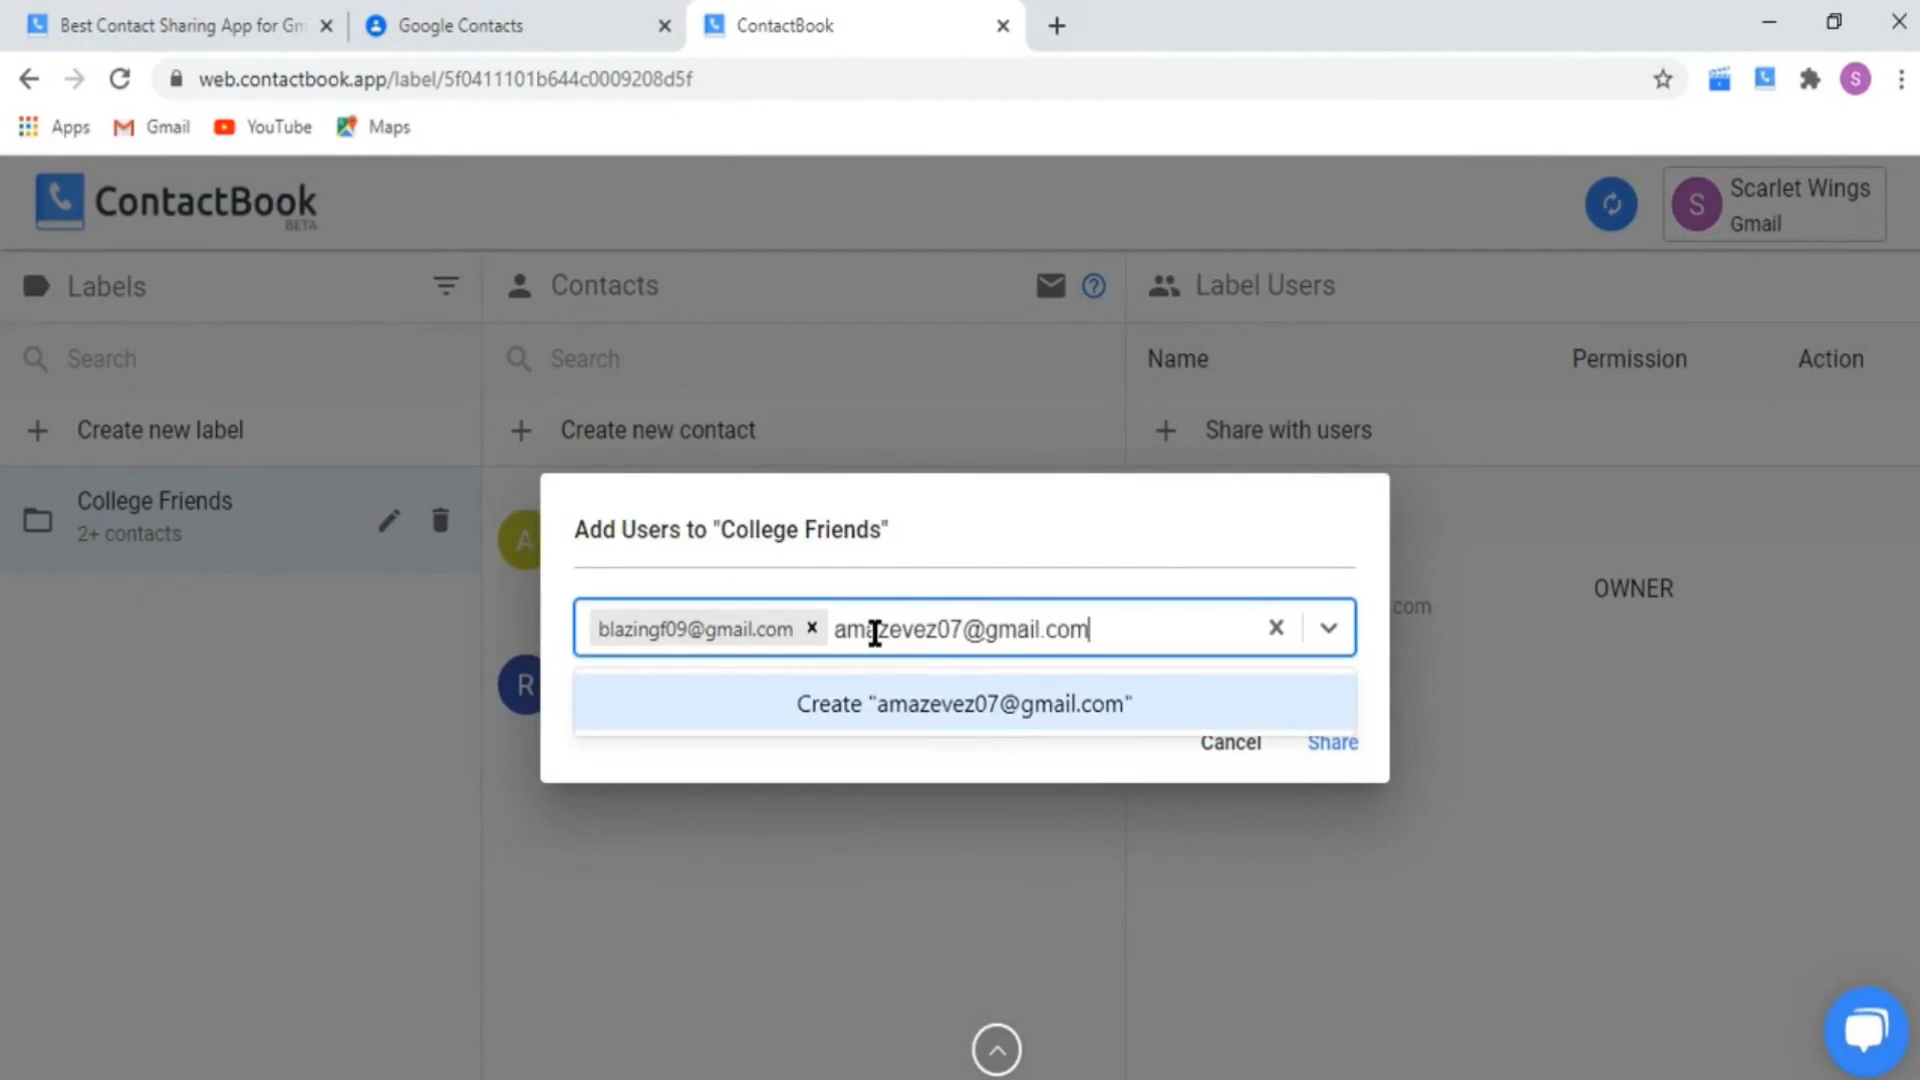 Best Contact Sharing App for Gm
Google Contacts
ContactBook
web.contactbook.app/label/5f0411101b644c0009208d5f
S
Apps
Gmail
YouTube
Maps
ContactBook
BETA
S
Scarlet Wings
Gmail
Labels
Contacts
Label Users
Search
Search
Name
Permission
Action
Create new label
Create new contact
Share with users
College Friends
2+ contacts
A
R
com
OWNER
Add Users to "College Friends"
blazingf09@gmail.com
amazevez07@gmail.com
Create "amazevez07@gmail.com"
Cancel
Share